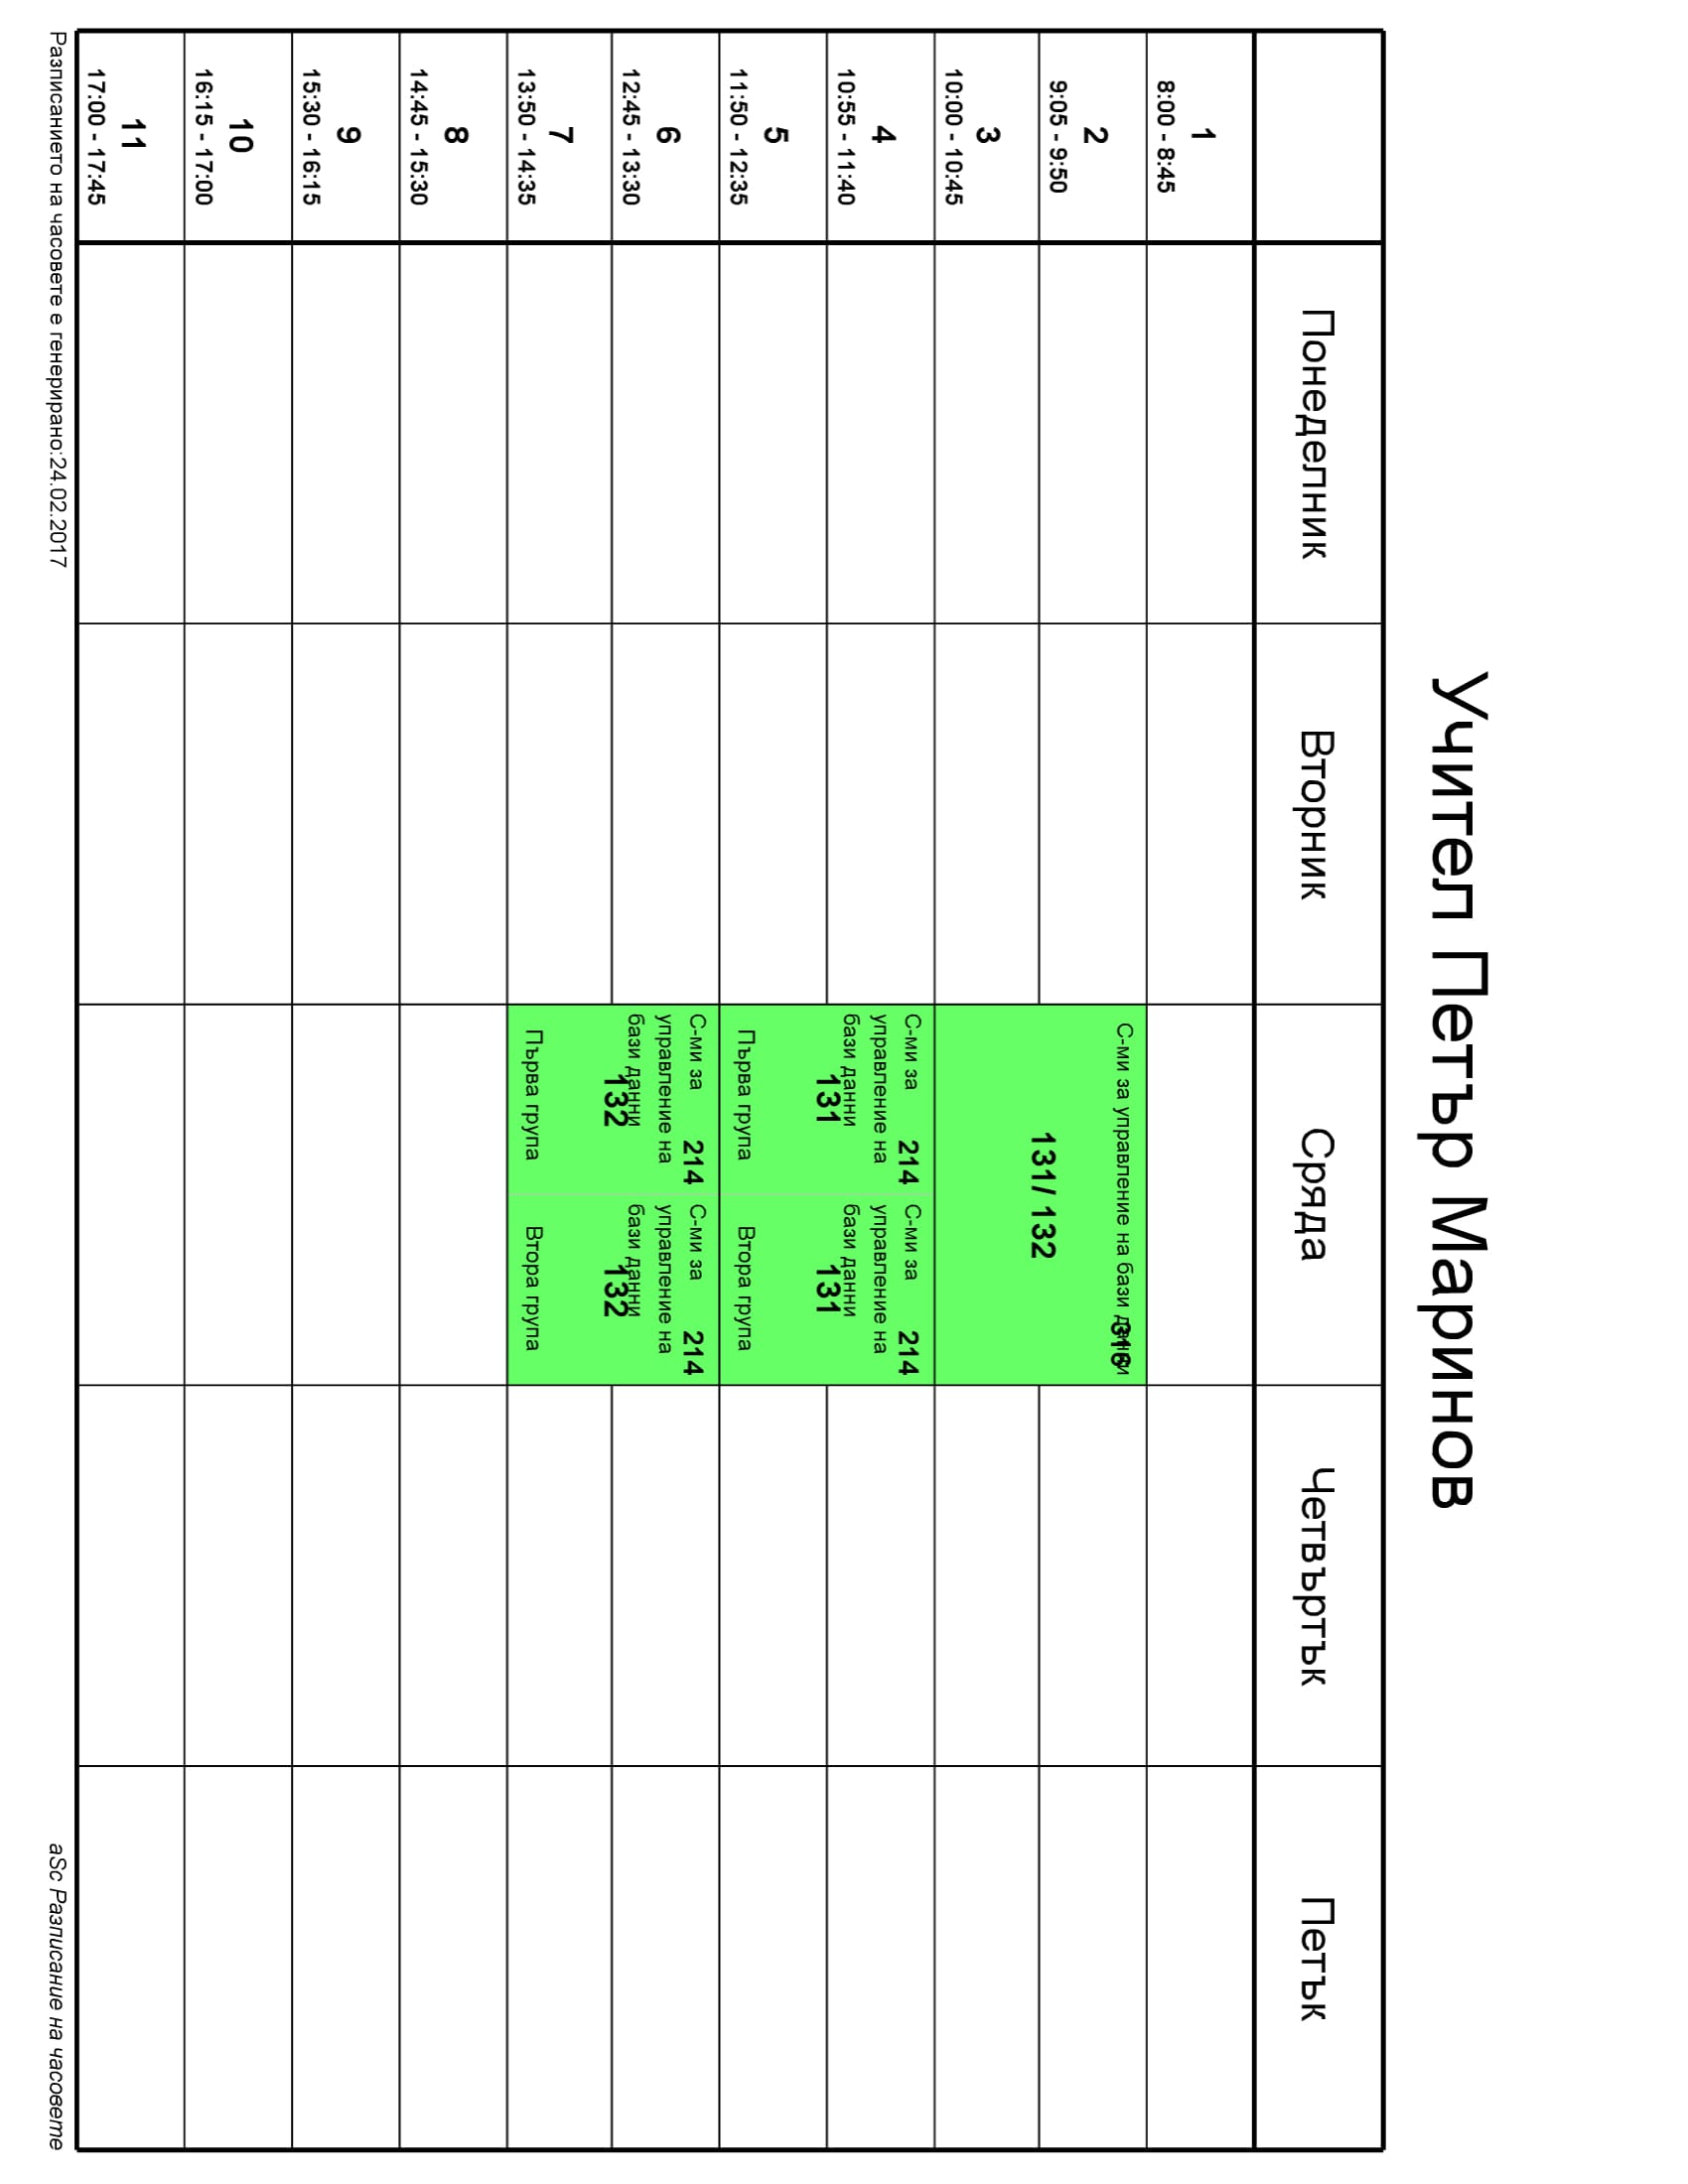 Учител Петър Маринов
Понеделник
Вторник
Сряда
Четвъртък
Петък
1
8:00 - 8:45
2
9:05 - 9:50
С-ми за управление на бази данни
316
131/ 132
3
10:00 - 10:45
4
10:55 - 11:40
С-ми за
214
управление на
бази данни
131
Първа група
С-ми за
214
управление на
бази данни
131
Втора група
5
11:50 - 12:35
6
12:45 - 13:30
С-ми за
214
управление на
бази данни
132
Първа група
С-ми за
214
управление на
бази данни
132
Втора група
7
13:50 - 14:35
8
14:45 - 15:30
9
15:30 - 16:15
10
16:15 - 17:00
11
17:00 - 17:45
Разписанието на часовете е генерирано:24.02.2017
aSc Разписание на часовете